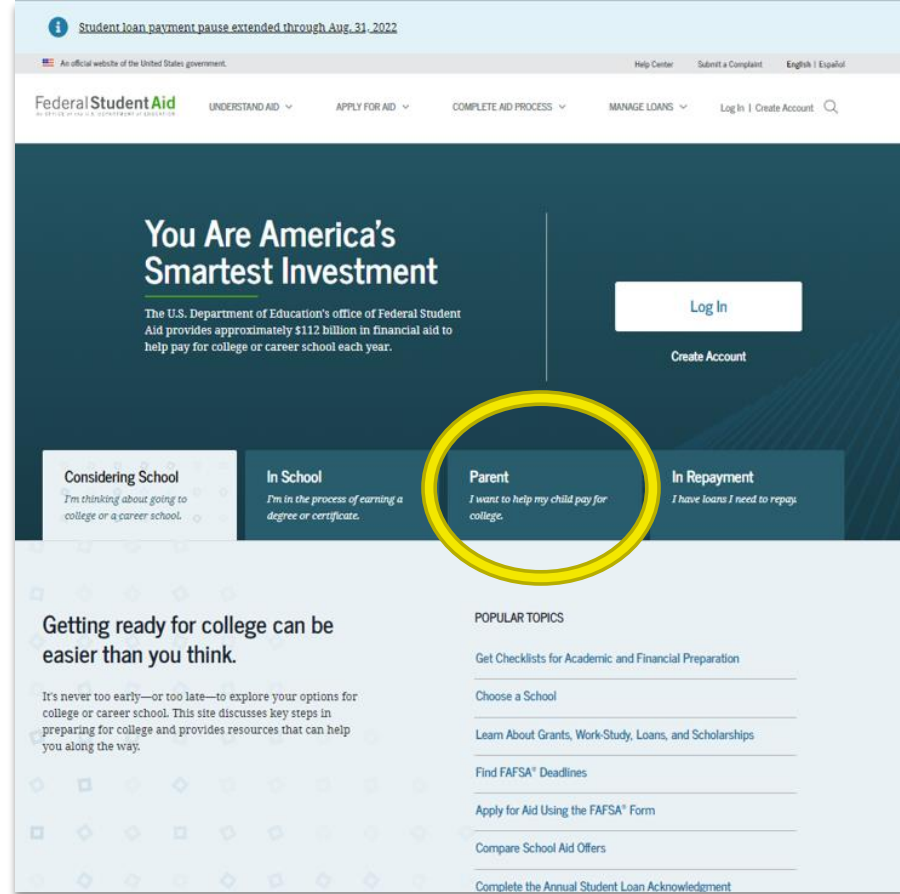 Student loan payment pause extended through Aug. 31, 2022
An official website of the United States government.
Help Center
Submit a Complaint
English | Español
Federal Student Aid
AN OFFICE of the U.S. DEPARTMENT of EDUCATION
UNDERSTAND AID
APPLY FOR AID
COMPLETE AID PROCESS
MANAGE LOANS
Log In | Create Account
You Are America's
Smartest Investment
The U.S. Department of Education's office of Federal Student
Aid provides approximately $112 billion in financial aid to
help pay for college or career school each year.
Log In
Create Account
Considering School
I'm thinking about going to
college or a career school.
In School
I'm in the process of earning a
degree or certificate.
Parent
I want to help my child pay for
college.
In Repayment
I have loans I need to repay.
Getting ready for college can be
easier than you think.
It's never too early—or too late—to explore your options for
college or career school. This site discusses key steps in
preparing for college and provides resources that can help
you along the way.
POPULAR TOPICS
Get Checklists for Academic and Financial Preparation
Choose a School
Learn About Grants, Work-Study, Loans, and Scholarships
Find FAFSA® Deadlines
Apply for Aid Using the FAFSA® Form
Compare School Aid Offers
Complete the Annual Student Loan Acknowledgment